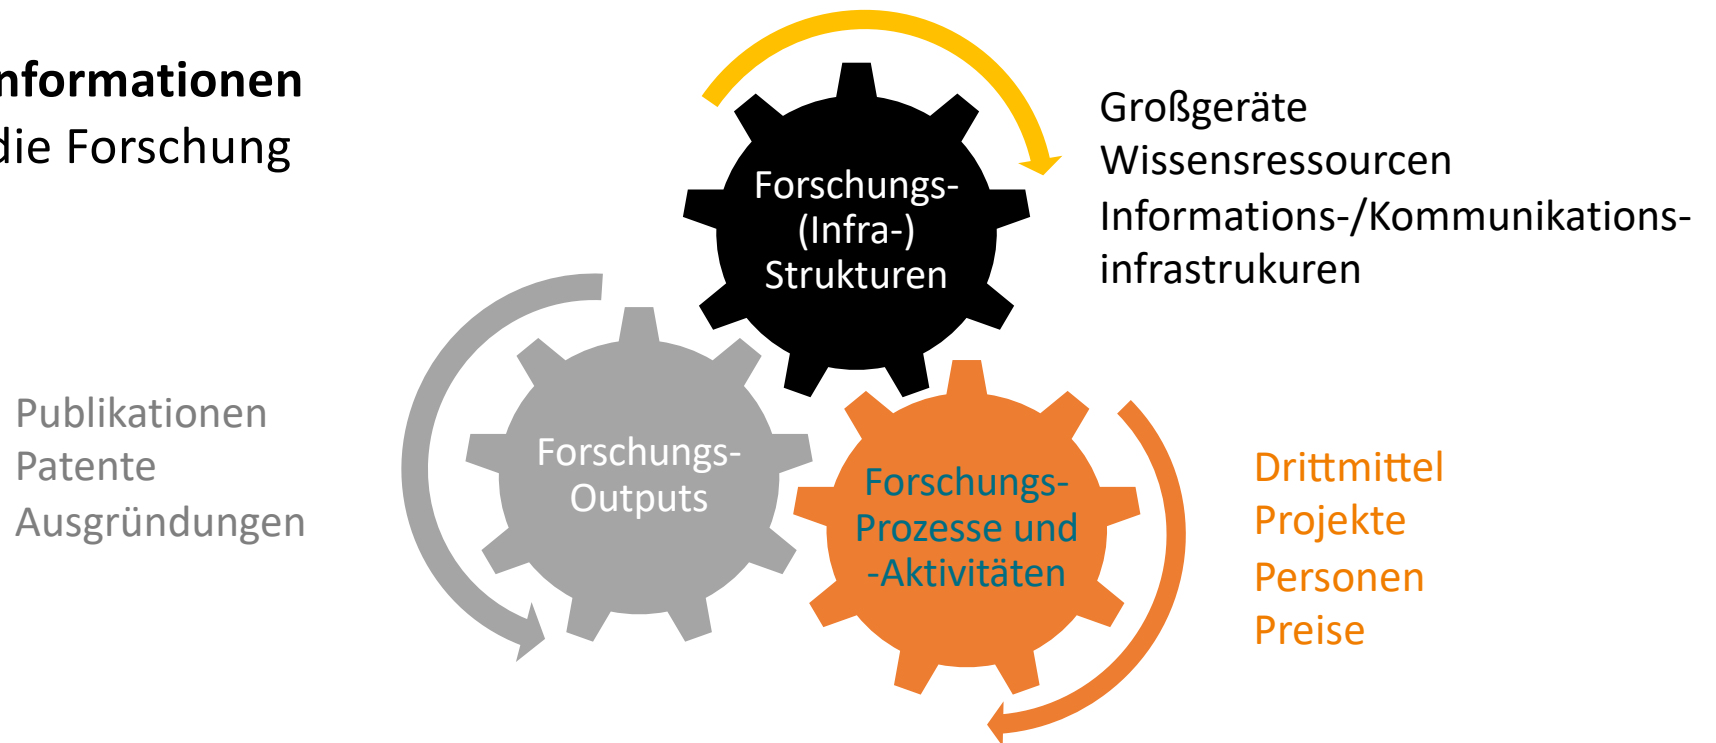 nformationen
die Forschung
Forschungs-
(Infra-)
Strukturen
Großgeräte
Wissensressourcen
Informations-/Kommunikations-
infrastrukuren
Publikationen
Patente
Ausgründungen
Forschungs-
Outputs
Forschungs-
Prozesse und
-Aktivitäten
Drittmittel
Projekte
Personen
Preise